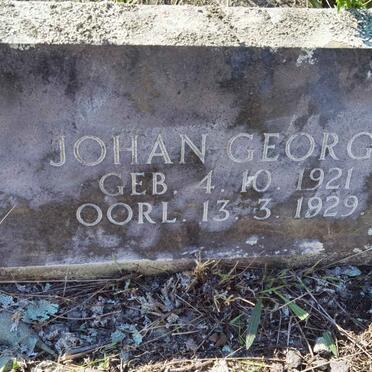 JOHAN GEORG
GEB. 4. 10. 1921
OORL. 13. 3. 1929.